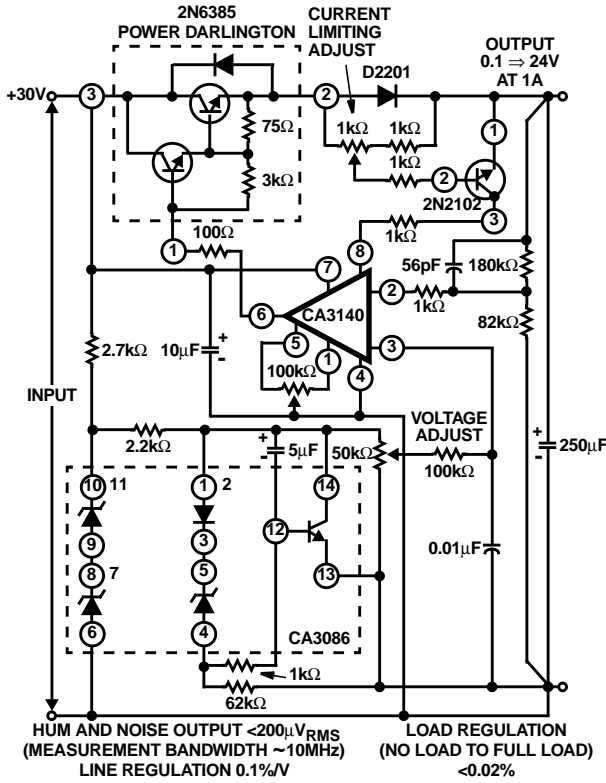 2N6385
POWER DARLINGTON
CURRENT
LIMITING
ADJUST
OUTPUT
0.1 ⇒ 24V
AT 1A
D2201
+30V
3
2
1
75Ω
1kΩ
1kΩ
1kΩ
3kΩ
2
2N2102
3
1
100Ω
8
1kΩ
7
56pF
180kΩ
6
CA3140
2
1kΩ
82kΩ
5
1
3
2.7kΩ
10μF
+
-
100kΩ
4
INPUT
VOLTAGE
ADJUST
2.2kΩ
+
-
5μF
50kΩ
100kΩ
+
-
250μF
10
11
1
2
14
9
3
12
8
7
5
13
0.01μF
6
4
CA3086
1kΩ
62kΩ
HUM AND NOISE OUTPUT <200μVRMS
(MEASUREMENT BANDWIDTH ~10MHz)
LINE REGULATION 0.1%/V
LOAD REGULATION
(NO LOAD TO FULL LOAD)
<0.02%